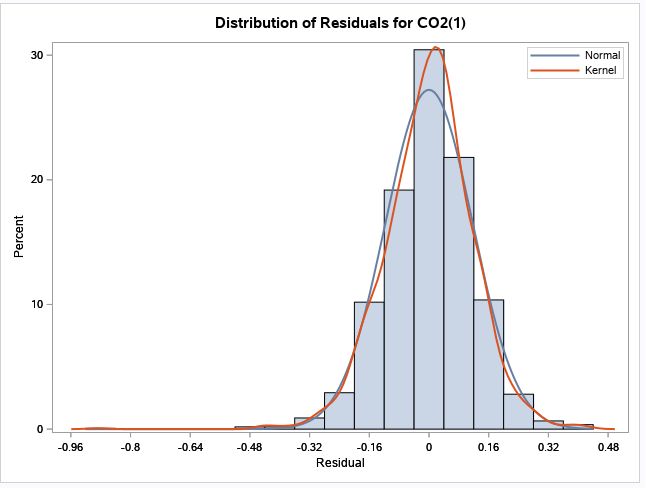 Distribution of Residuals for CO2(1)
30
20
10
0
Percent
Normal
Kernel
-0.96 -0.8 -0.64 -0.48 -0.32 -0.16 0 0.16 0.32 0.48
Residual